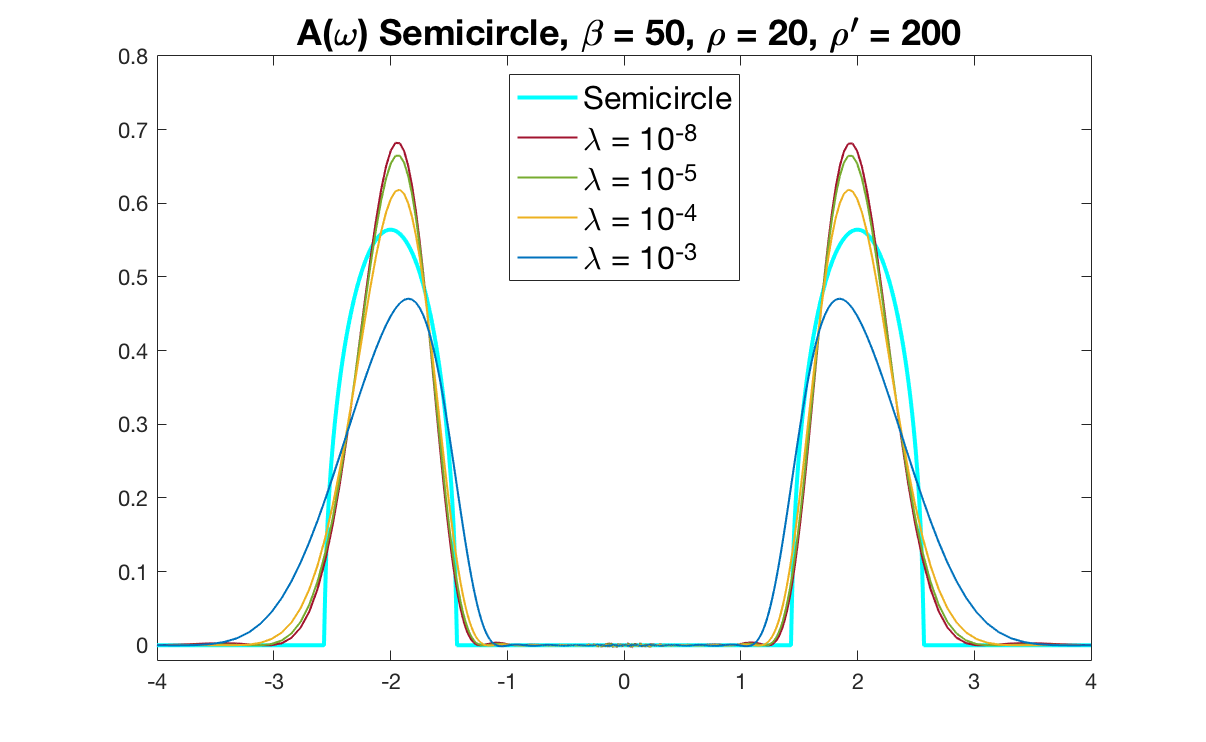 A(ω) Semicircle, β = 50, ρ = 20, ρ′ = 200
0.8
0.7
0.6
0.5
0.4
0.3
0.2
0.1
0
Semicircle
λ = 10⁻⁸
λ = 10⁻⁵
λ = 10⁻⁴
λ = 10⁻³
-4 -3 -2 -1 0 1 2 3 4